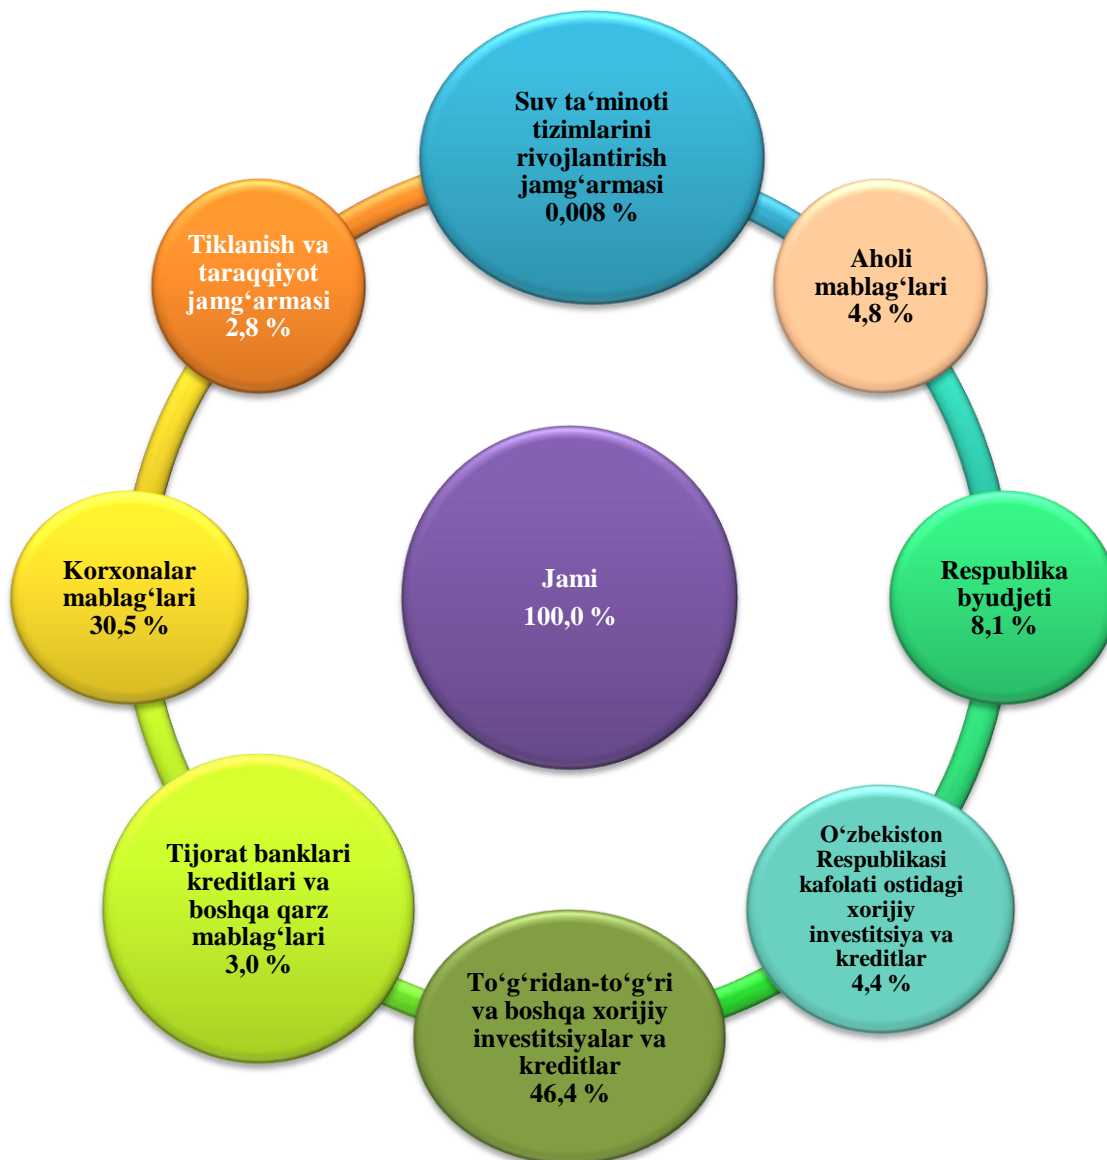 Suv ta‘minoti
tizimlarini
rivojlantirish
jamg‘armasi
0,008 %
Aholi
mablag‘lari
4,8 %
Respublika
byudjeti
8,1 %
O‘zbekiston
Respublikasi
kafolati ostidagi
xorijiy
investitsiya va
kreditlar
4,4 %
To‘g‘ridan-to‘g‘ri
va boshqa xorijiy
investitsiyalar va
kreditlar
46,4 %
Tijorat banklari
kreditlari va
boshqa qarz
mablag‘lari
3,0 %
Korxonalar
mablag‘lari
30,5 %
Tiklanish va
taraqqiyot
jamg‘armasi
2,8 %
Jami
100,0 %